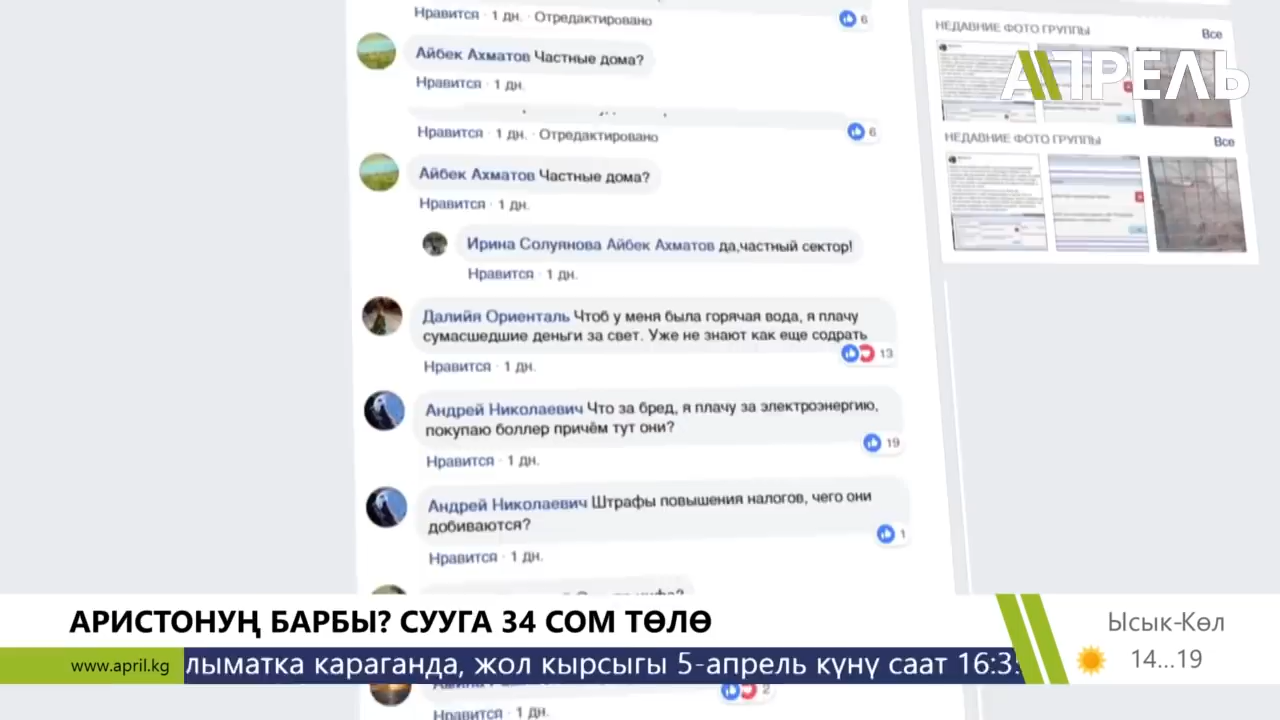 Нравится · 1 дн. · Отредактировано
6
Айбек Ахматов Частные дома?
Нравится · 1 дн.
Нравится · 1 дн. · Отредактировано
6
Айбек Ахматов Частные дома?
Нравится · 1 дн.
Ирина Солуянова Айбек Ахматов да,частный сектор!
Нравится · 1 дн.
Далийя Ориенталь Чтоб у меня была горячая вода, я плачу
сумасшедшие деньги за свет. Уже не знают как еще содрать
13
Нравится · 1 дн.
Андрей Николаевич Что за бред, я плачу за электроэнергию,
покупаю боллер причём тут они?
19
Нравится · 1 дн.
Андрей Николаевич Штрафы повышения налогов, чего они
добиваются?
1
Нравится · 1 дн.
2
Нравится · 1 дн.
НЕДАВНИЕ ФОТО ГРУППЫ
Все
АПРЕЛЬ
НЕДАВНИЕ ФОТО ГРУППЫ
Все
АРИСТОНУҢ БАРБЫ? СУУГА 34 СОМ ТӨЛӨ
www.april.kg
лыматка караганда, жол кырсыгы 5-апрель күнү саат 16:3
Ысык-Көл
14...19